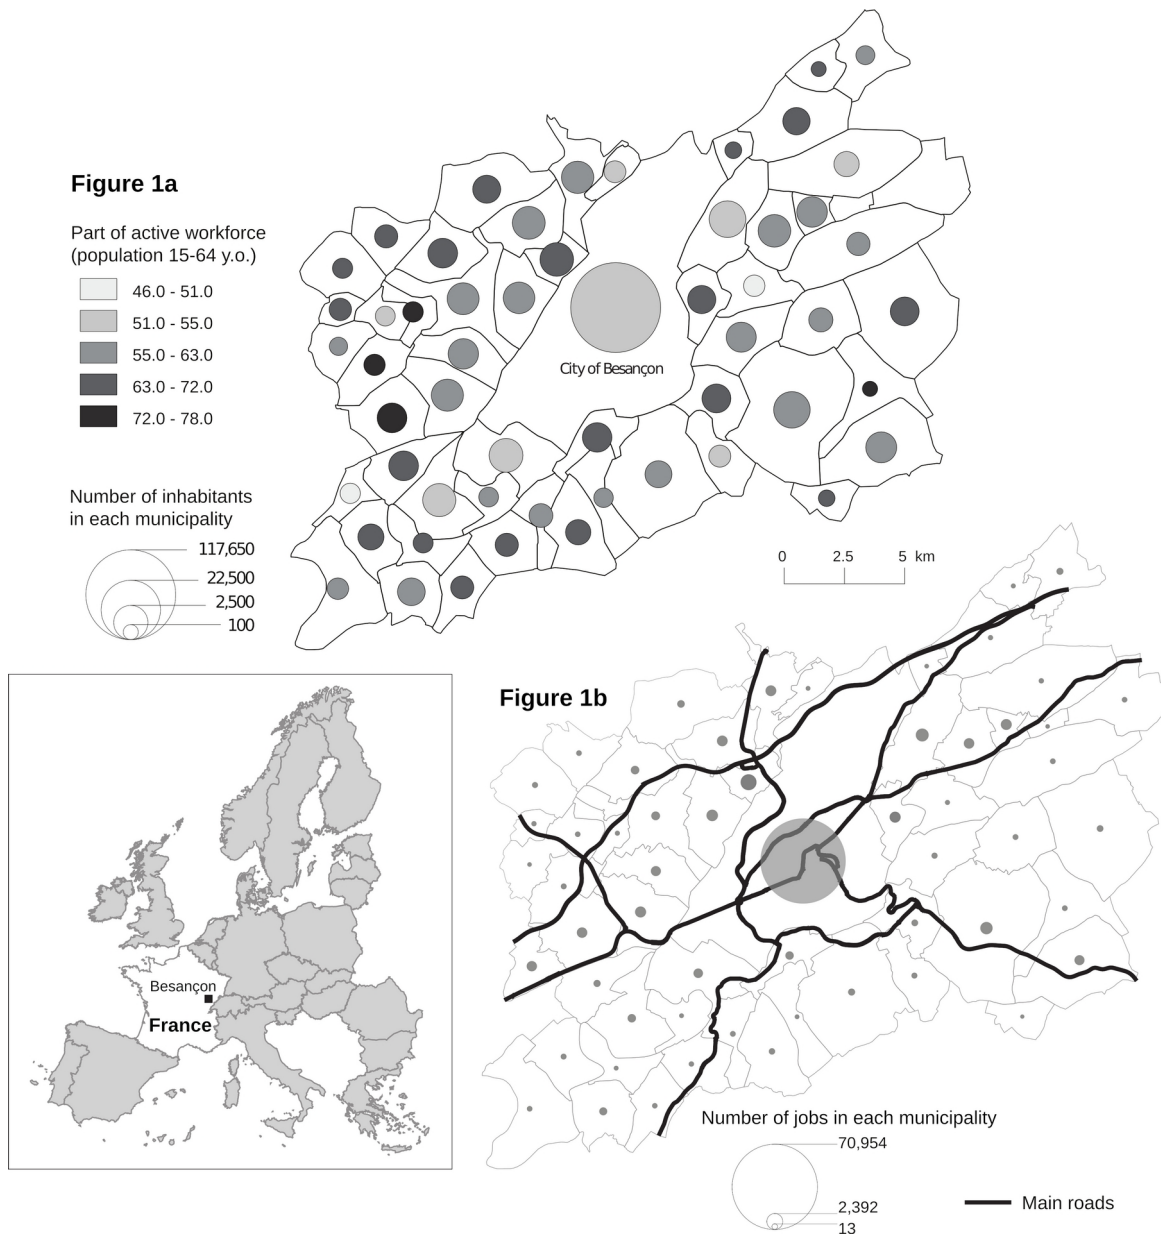 Figure 1a
Part of active workforce
(population 15-64 y.o.)
46.0 - 51.0
51.0 - 55.0
55.0 - 63.0
63.0 - 72.0
72.0 - 78.0
Number of inhabitants
in each municipality
117,650
22,500
2,500
100
City of Besançon
0 2.5 5 km
Figure 1b
Besançon
France
Number of jobs in each municipality
70,954
2,392
13
Main roads